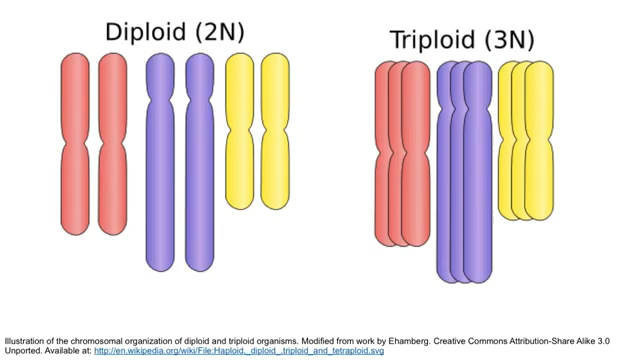 Diploid (2N)
Triploid (3N)
Illustration of the chromosomal organization of diploid and triploid organisms. Modified from work by Ehamberg. Creative Commons Attribution-Share Alike 3.0
Unported. Available at: http://en.wikipedia.org/wiki/File:Haploid,_diploid_,triploid_and_tetraploid.svg